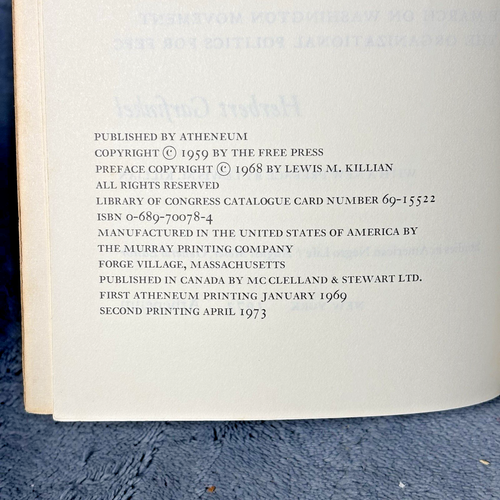 PUBLISHED BY ATHENEUM
COPYRIGHT © 1959 BY THE FREE PRESS
PREFACE COPYRIGHT © 1968 BY LEWIS M. KILLIAN
ALL RIGHTS RESERVED
LIBRARY OF CONGRESS CATALOGUE CARD NUMBER 69-15522
ISBN 0-689-70078-4
MANUFACTURED IN THE UNITED STATES OF AMERICA BY
THE MURRAY PRINTING COMPANY
FORGE VILLAGE, MASSACHUSETTS
PUBLISHED IN CANADA BY MC CLELLAND & STEWART LTD.
FIRST ATHENEUM PRINTING JANUARY 1969
SECOND PRINTING APRIL 1973